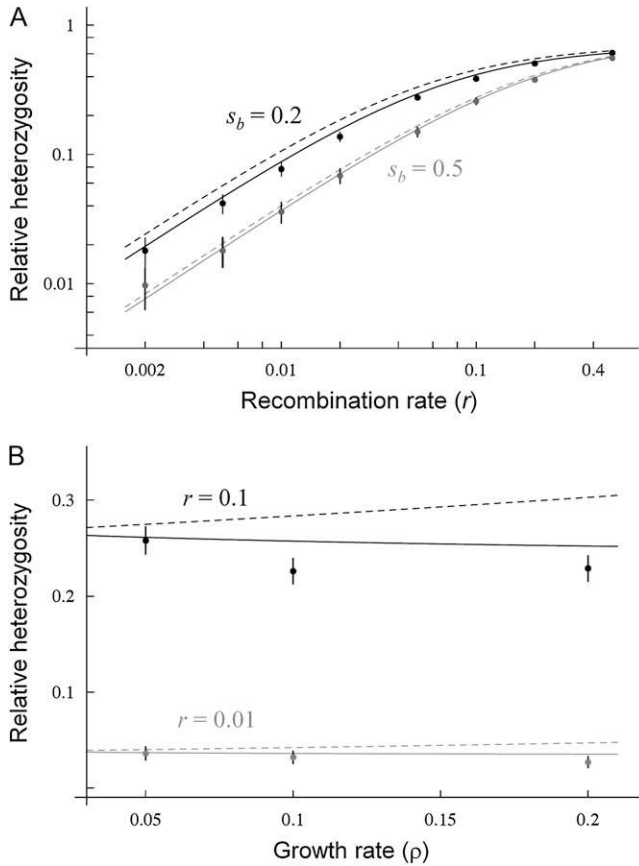 A
1
0.1
0.01
Relative heterozygosity
s_b = 0.2
s_b = 0.5
0.002
0.01
0.1
0.4
Recombination rate (r)
B
0.3
0.2
0.1
Relative heterozygosity
r = 0.1
r = 0.01
0.05
0.1
0.15
0.2
Growth rate (ρ)